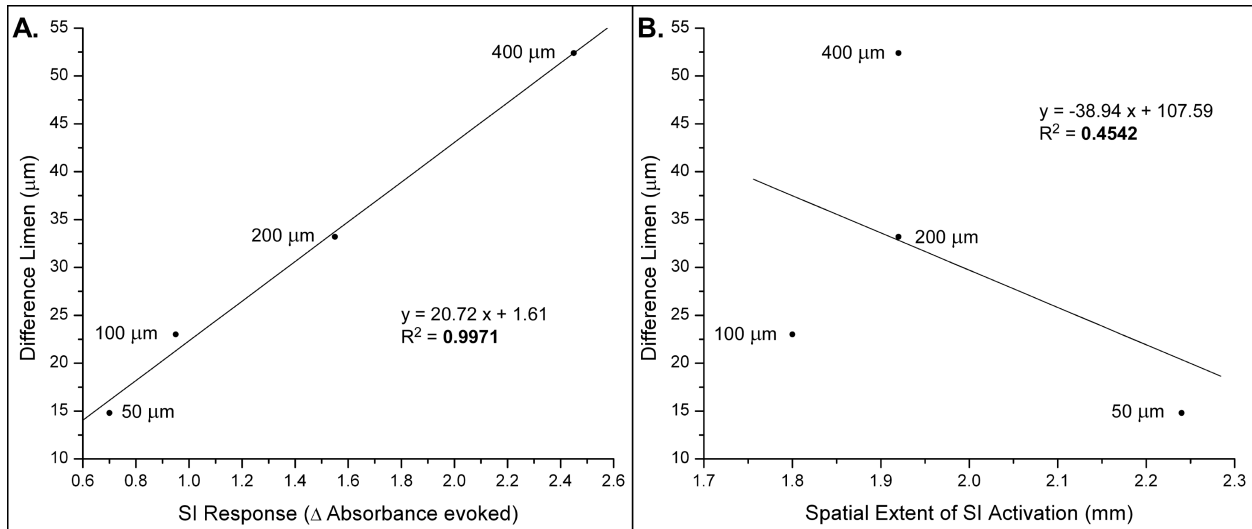 A.
55
50
45
40
35
30
25
20
15
10
Difference Limen (μm)
400 μm
200 μm
100 μm
50 μm
y = 20.72 x + 1.61
R² = 0.9971
0.6 0.8 1.0 1.2 1.4 1.6 1.8 2.0 2.2 2.4 2.6
SI Response (Δ Absorbance evoked)
B.
55
50
45
40
35
30
25
20
15
10
Difference Limen (μm)
400 μm
y = -38.94 x + 107.59
R² = 0.4542
200 μm
100 μm
50 μm
1.7 1.8 1.9 2.0 2.1 2.2 2.3
Spatial Extent of SI Activation (mm)